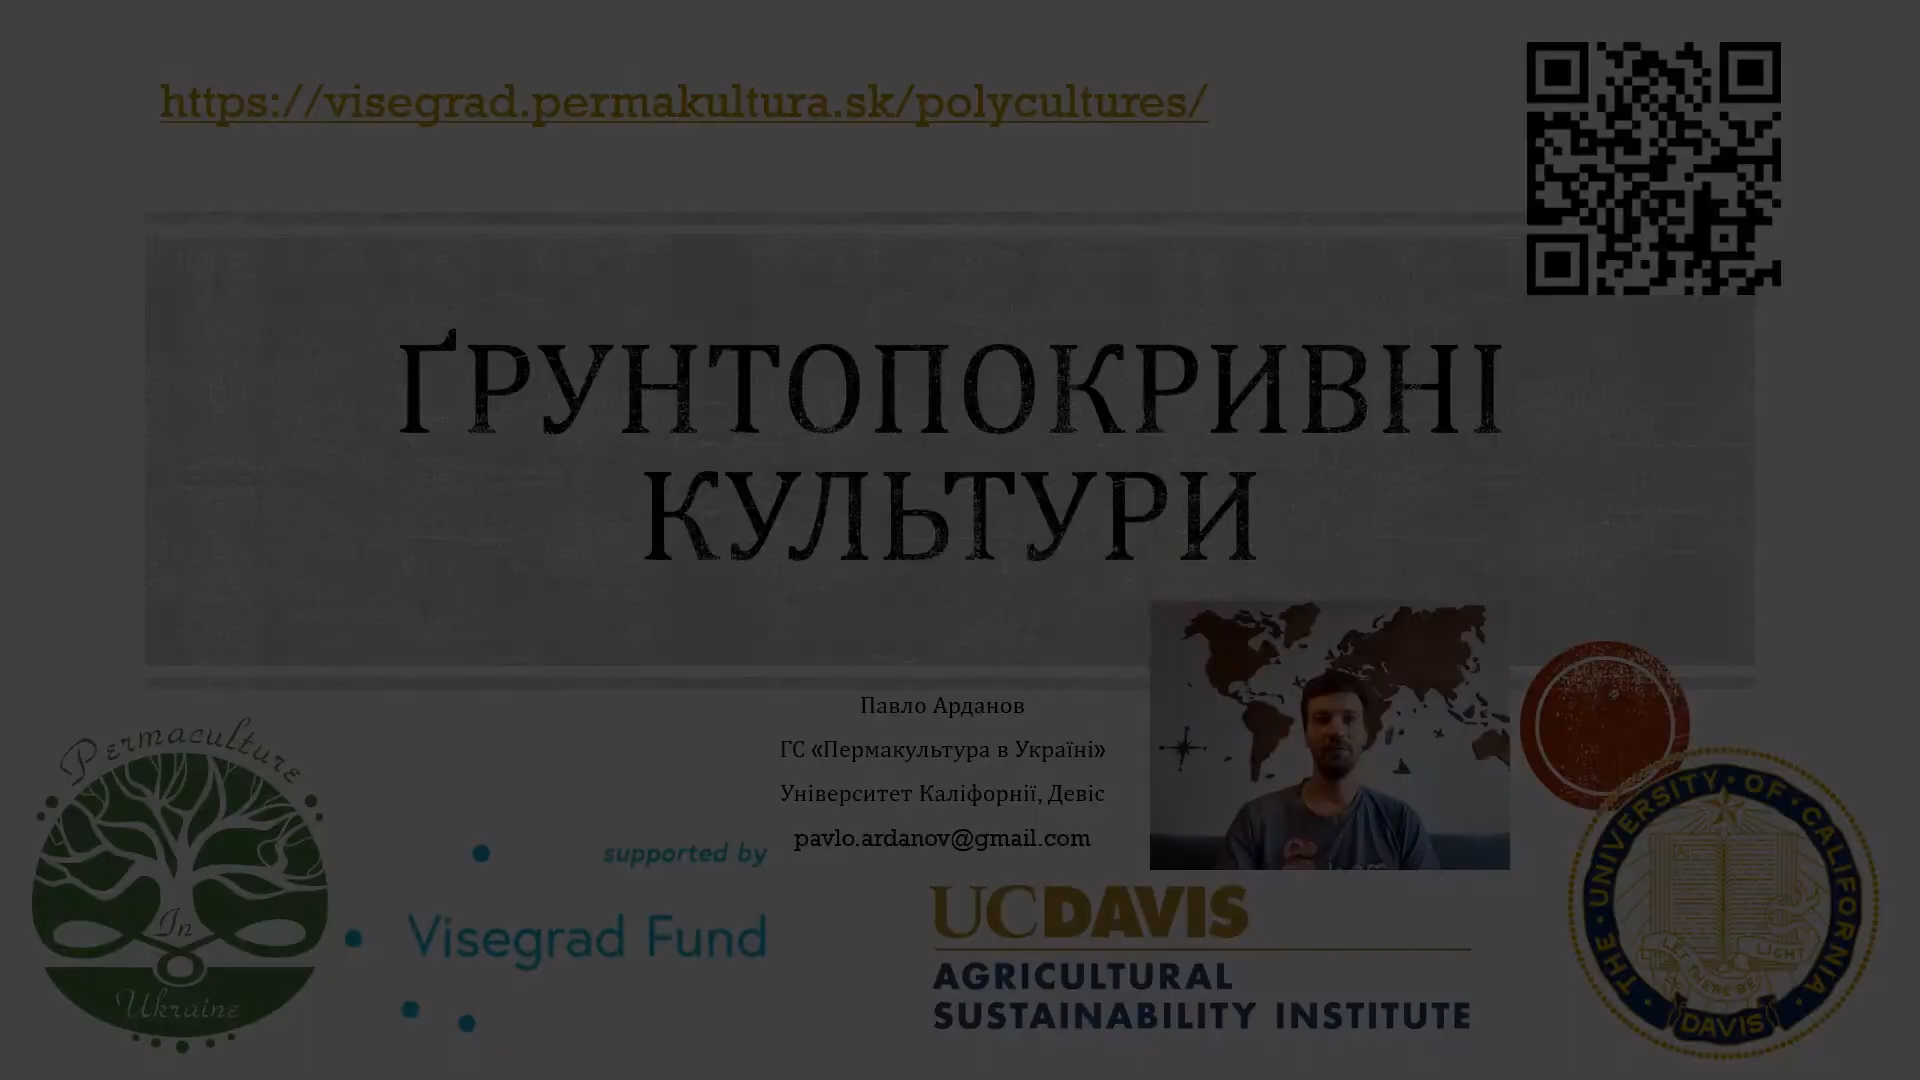 https://visegrad.permakultura.sk/polycultures/
ҐРУНТОПОКРИВНІ
КУЛЬТУРИ
Павло Арданов
ГС «Пермакультура в Україні»
Університет Каліфорнії, Девіс
pavlo.ardanov@gmail.com
Permaculture
In
Ukraine
supported by
Visegrad Fund
UCDAVIS
AGRICULTURAL
SUSTAINABILITY INSTITUTE
THE · UNIVERSITY · OF · CALIFORNIA ·
LET THERE BE LIGHT
DAVIS